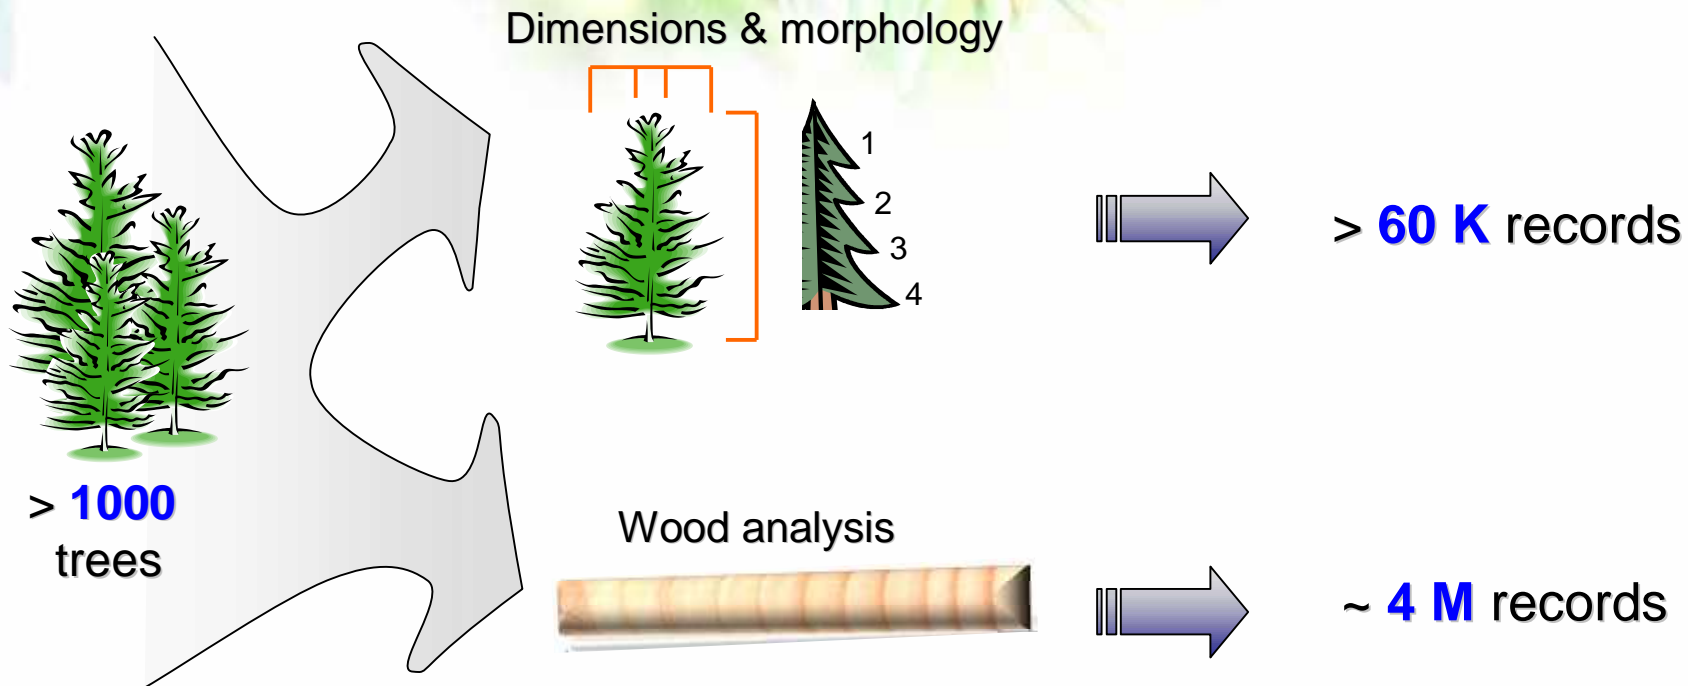 Dimensions & morphology
1
2
3
4
> 60 K records
> 1000
trees
Wood analysis
~ 4 M records